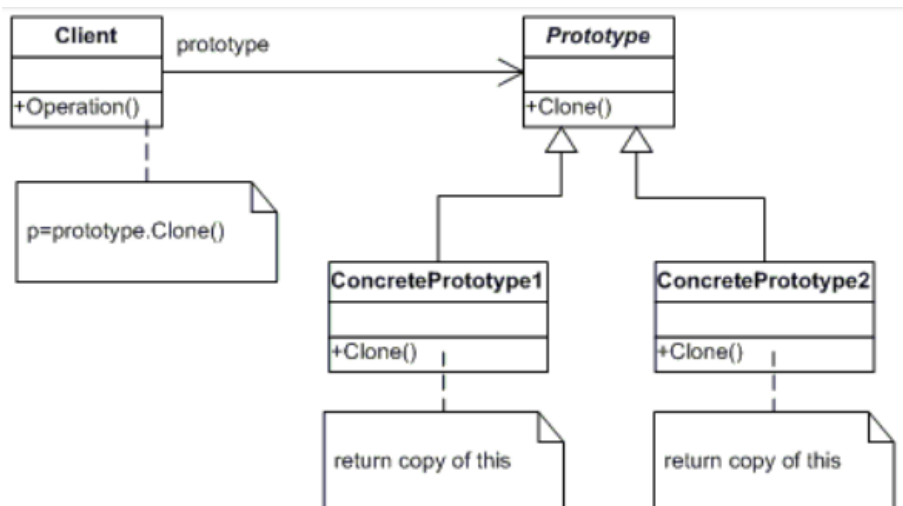 Client
prototype
Prototype
+Operation()
+Clone()
p=prototype.Clone()
ConcretePrototype1
ConcretePrototype2
+Clone()
+Clone()
return copy of this
return copy of this